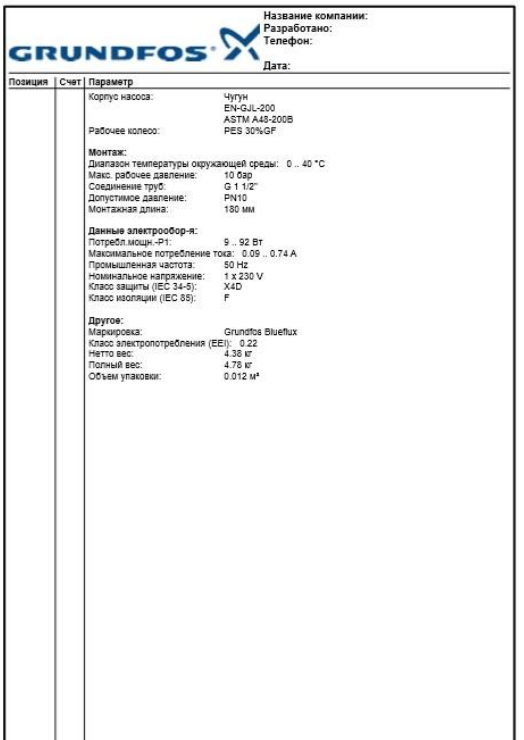 Название компании:
Разработано:
Телефон:
GRUNDFOS
Дата:
Позиция Счет Параметр
Корпус насоса: Чугун
EN-GJL-200
ASTM A48-200B
Рабочее колесо: PES 30%GF
Монтаж:
Диапазон температуры окружающей среды: 0 .. 40 °C
Макс. рабочее давление: 10 бар
Соединение труб: G 1 1/2"
Допустимое давление: PN10
Монтажная длина: 180 мм
Данные электрообор-я:
Потребл.мощн.-P1: 9 .. 92 Вт
Максимальное потребление тока: 0.09 .. 0.74 A
Промышленная частота: 50 Hz
Номинальное напряжение: 1 x 230 V
Класс защиты (IEC 34-5): X4D
Класс изоляции (IEC 85): F
Другое:
Маркировка: Grundfos Blueflux
Класс электропотребления (EEI): 0.22
Нетто вес: 4.38 кг
Полный вес: 4.78 кг
Объем упаковки: 0.012 м³